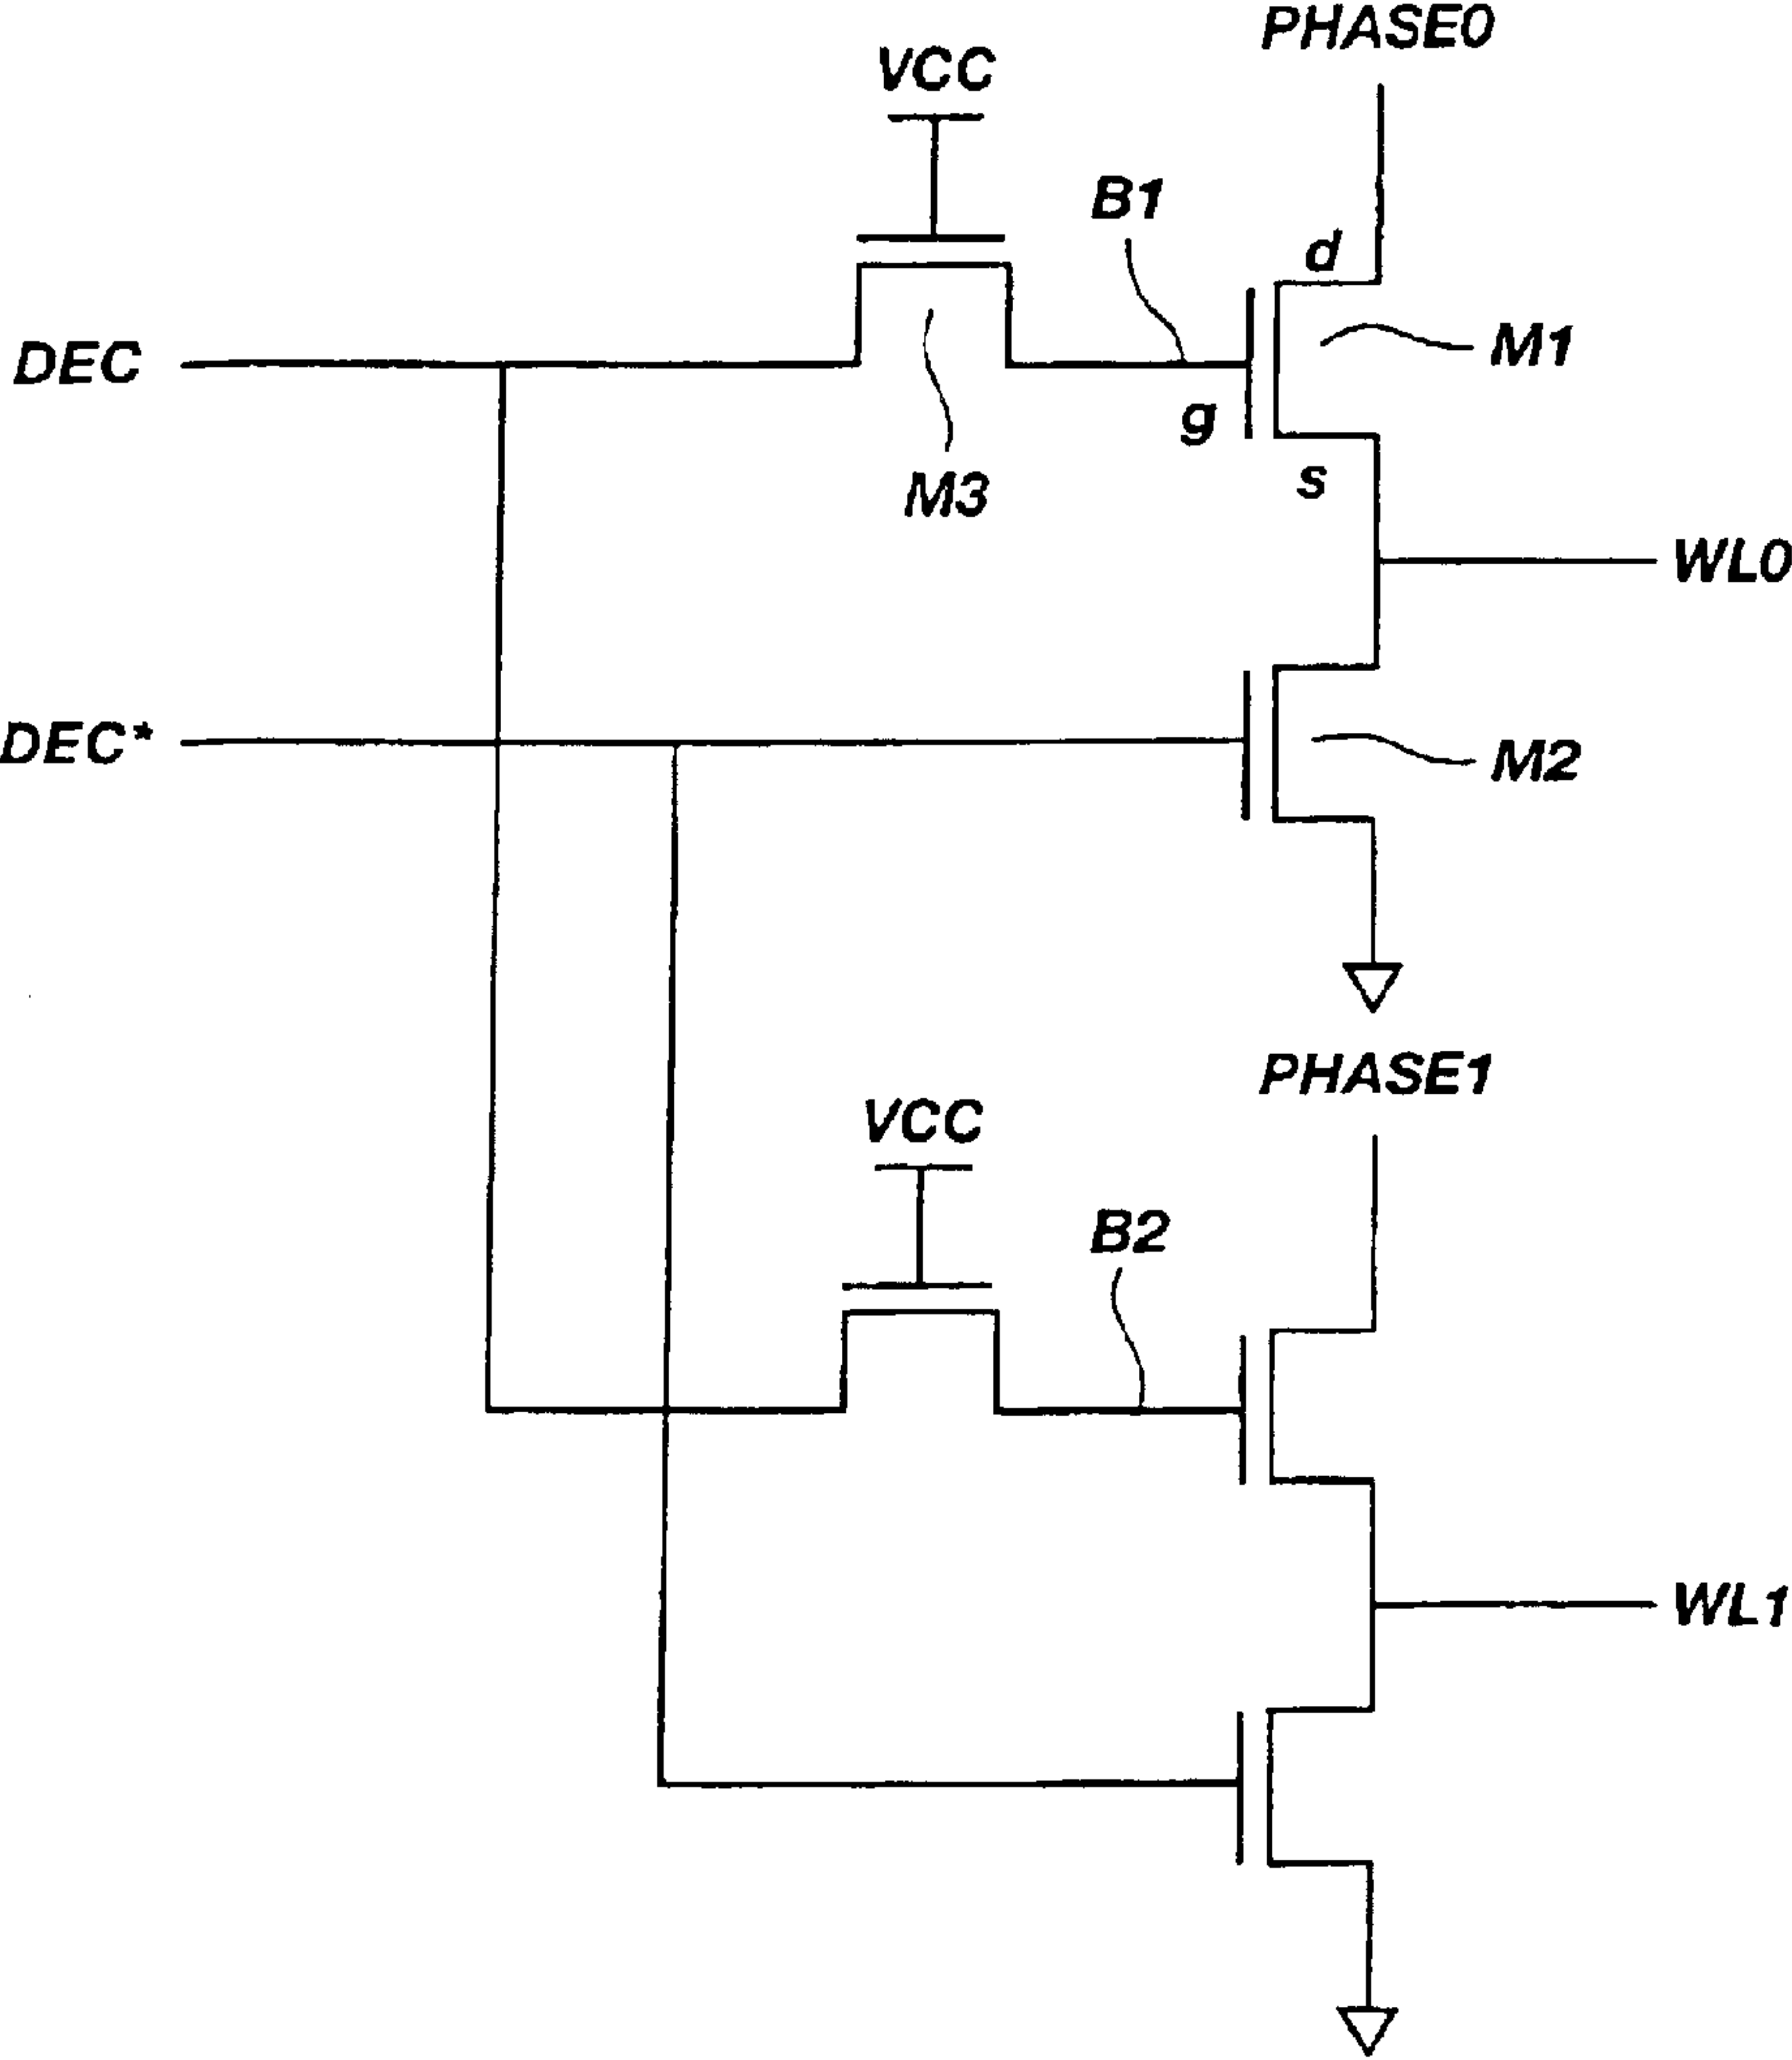 PHASE0
VCC
B1
d
DEC
M1
g
s
M3
WL0
DEC*
M2
PHASE1
VCC
B2
WL1